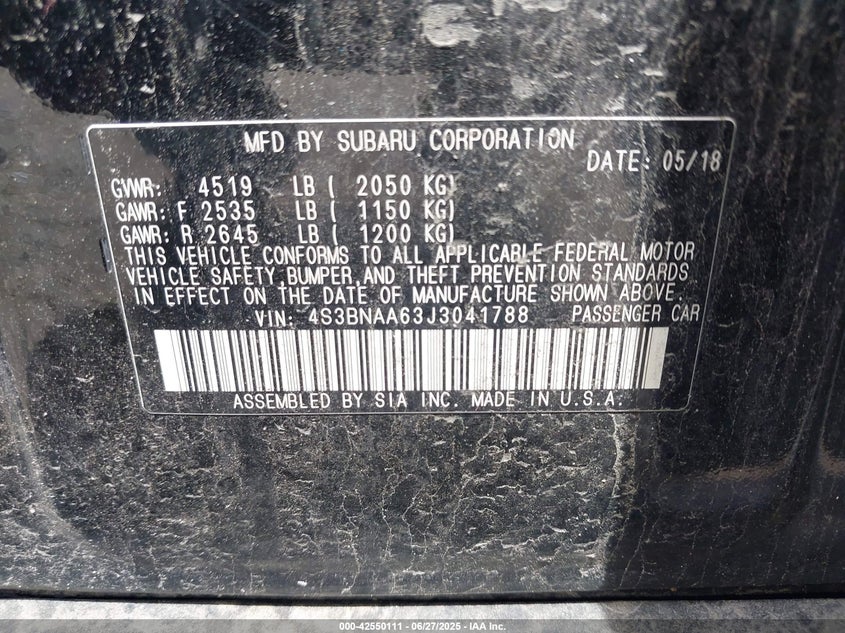 MFD BY SUBARU CORPORATION
DATE: 05/18
GVWR: 4519 LB ( 2050 KG)
GAWR: F 2535 LB ( 1150 KG)
GAWR: R 2645 LB ( 1200 KG)
THIS VEHICLE CONFORMS TO ALL APPLICABLE FEDERAL MOTOR
VEHICLE SAFETY,BUMPER,AND THEFT PREVENTION STANDARDS
IN EFFECT ON THE DATE OF MANUFACTURE SHOWN ABOVE.
VIN: 4S3BNAA63J3041788 PASSENGER CAR
ASSEMBLED BY SIA INC. MADE IN U.S.A.
000-42550111 - 06/27/2025 - IAA Inc.